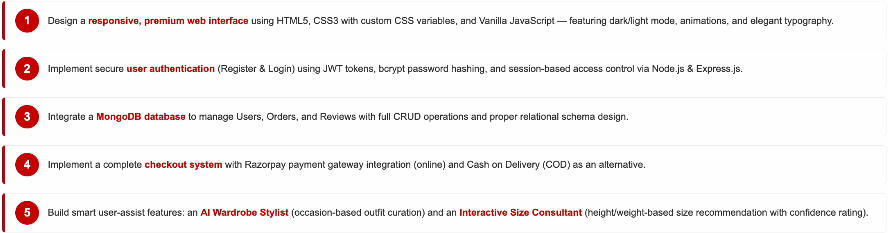 1 Design a responsive, premium web interface using HTML5, CSS3 with custom CSS variables, and Vanilla JavaScript — featuring dark/light mode, animations, and elegant typography.
2 Implement secure user authentication (Register & Login) using JWT tokens, bcrypt password hashing, and session-based access control via Node.js & Express.js.
3 Integrate a MongoDB database to manage Users, Orders, and Reviews with full CRUD operations and proper relational schema design.
4 Implement a complete checkout system with Razorpay payment gateway integration (online) and Cash on Delivery (COD) as an alternative.
5 Build smart user-assist features: an AI Wardrobe Stylist (occasion-based outfit curation) and an Interactive Size Consultant (height/weight-based size recommendation with confidence rating).